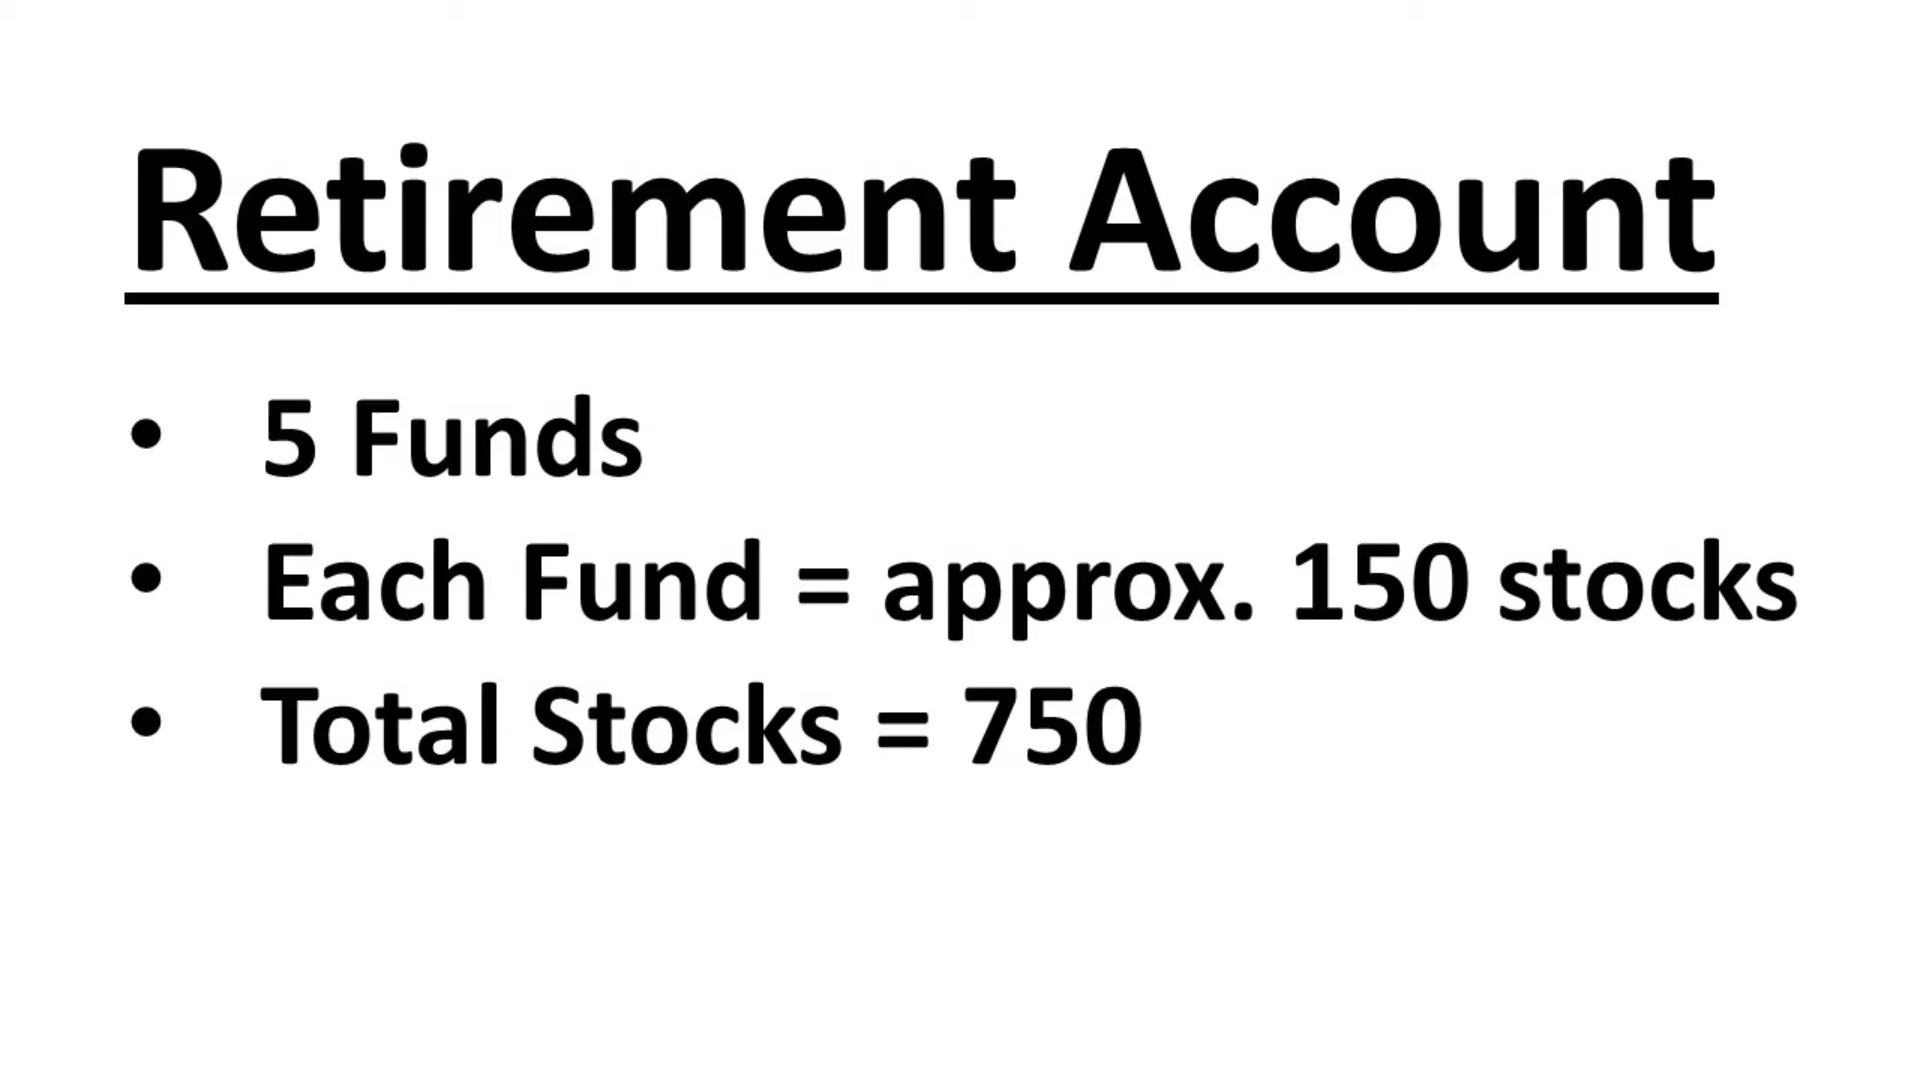 Retirement Account
• 5 Funds
• Each Fund = approx. 150 stocks
• Total Stocks = 750